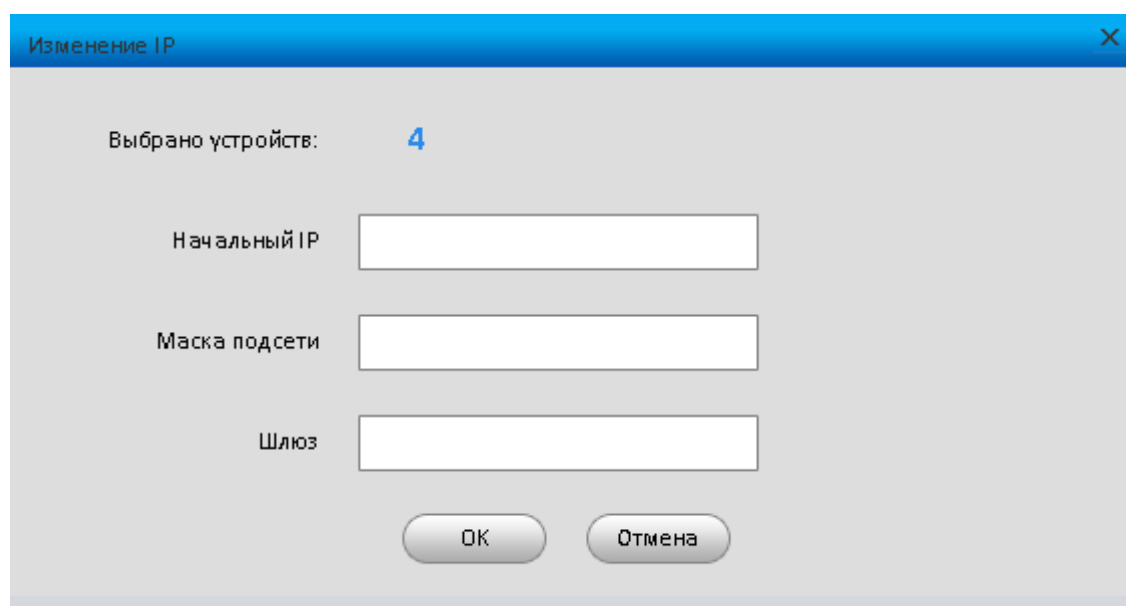 Изменение IP
Выбрано устройств: 4
Начальный IP
Маска подсети
Шлюз
OK Отмена